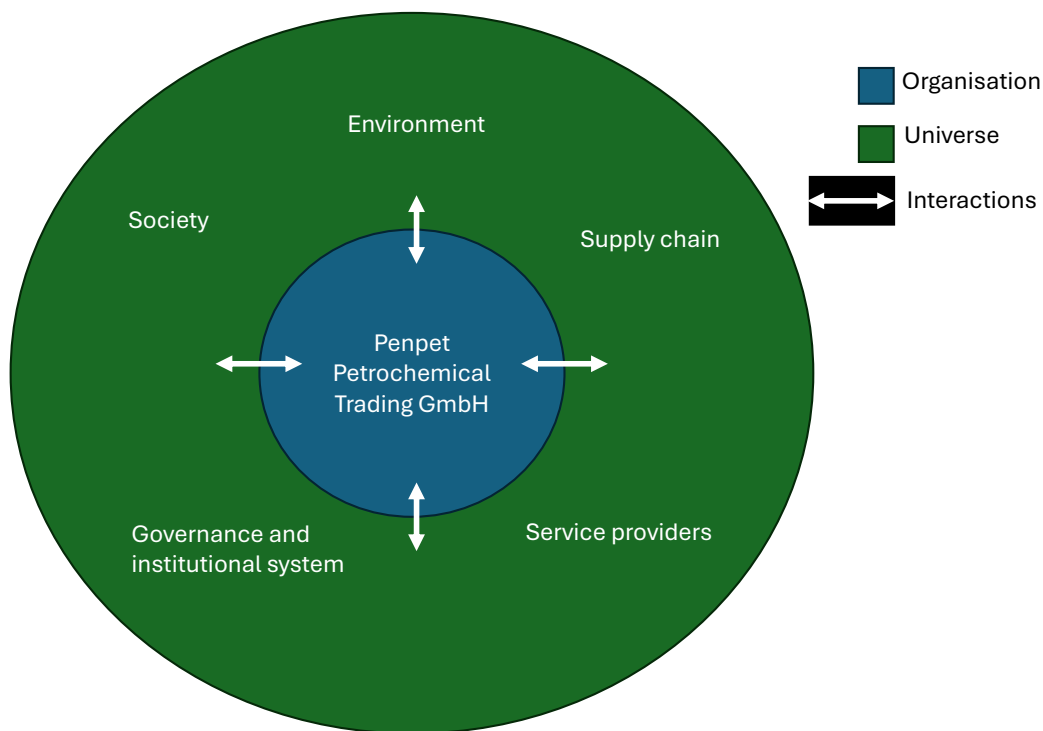 Environment
Society
Supply chain
Penpet
Petrochemical
Trading GmbH
Governance and
institutional system
Service providers
Organisation
Universe
Interactions